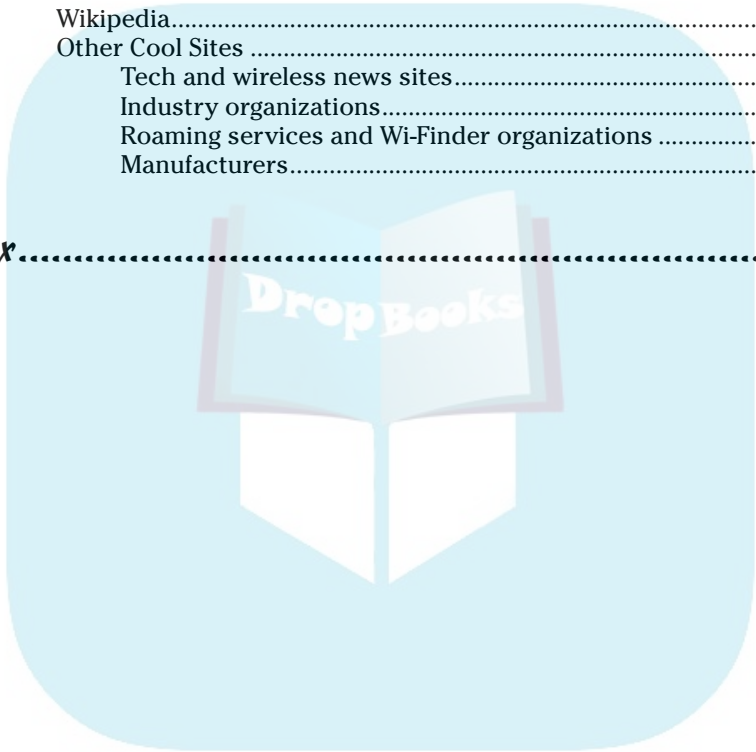 Wikipedia......................................................................................................
Other Cool Sites ..........................................................................................
Tech and wireless news sites.......................................................
Industry organizations....................................................................
Roaming services and Wi-Finder organizations ..................
Manufacturers...................................................................................
x..........................................................................................................
DropBooks